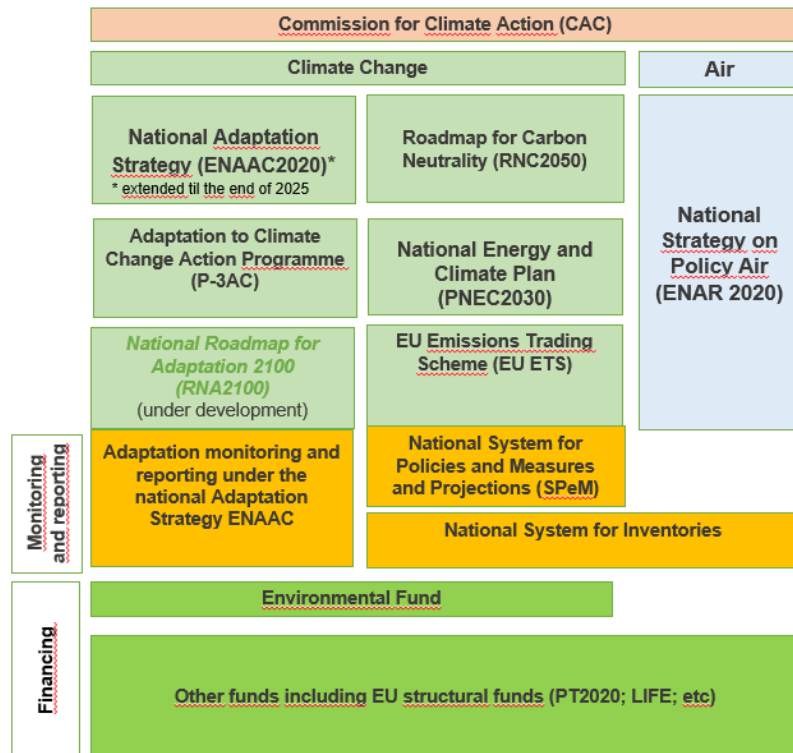 Commission for Climate Action (CAC)
Climate Change
Air
National Adaptation
Strategy (ENAAC2020)*
* extended til the end of 2025
Roadmap for Carbon
Neutrality (RNC2050)
National
Strategy on
Policy Air
(ENAR 2020)
Adaptation to Climate
Change Action Programme
(P-3AC)
National Energy and
Climate Plan
(PNEC2030)
National Roadmap for
Adaptation 2100
(RNA2100)
(under development)
EU Emissions Trading
Scheme (EU ETS)
Monitoring
and reporting
Adaptation monitoring and
reporting under the
national Adaptation
Strategy ENAAC
National System for
Policies and Measures
and Projections (SPeM)
National System for Inventories
Financing
Environmental Fund
Other funds including EU structural funds (PT2020; LIFE; etc)